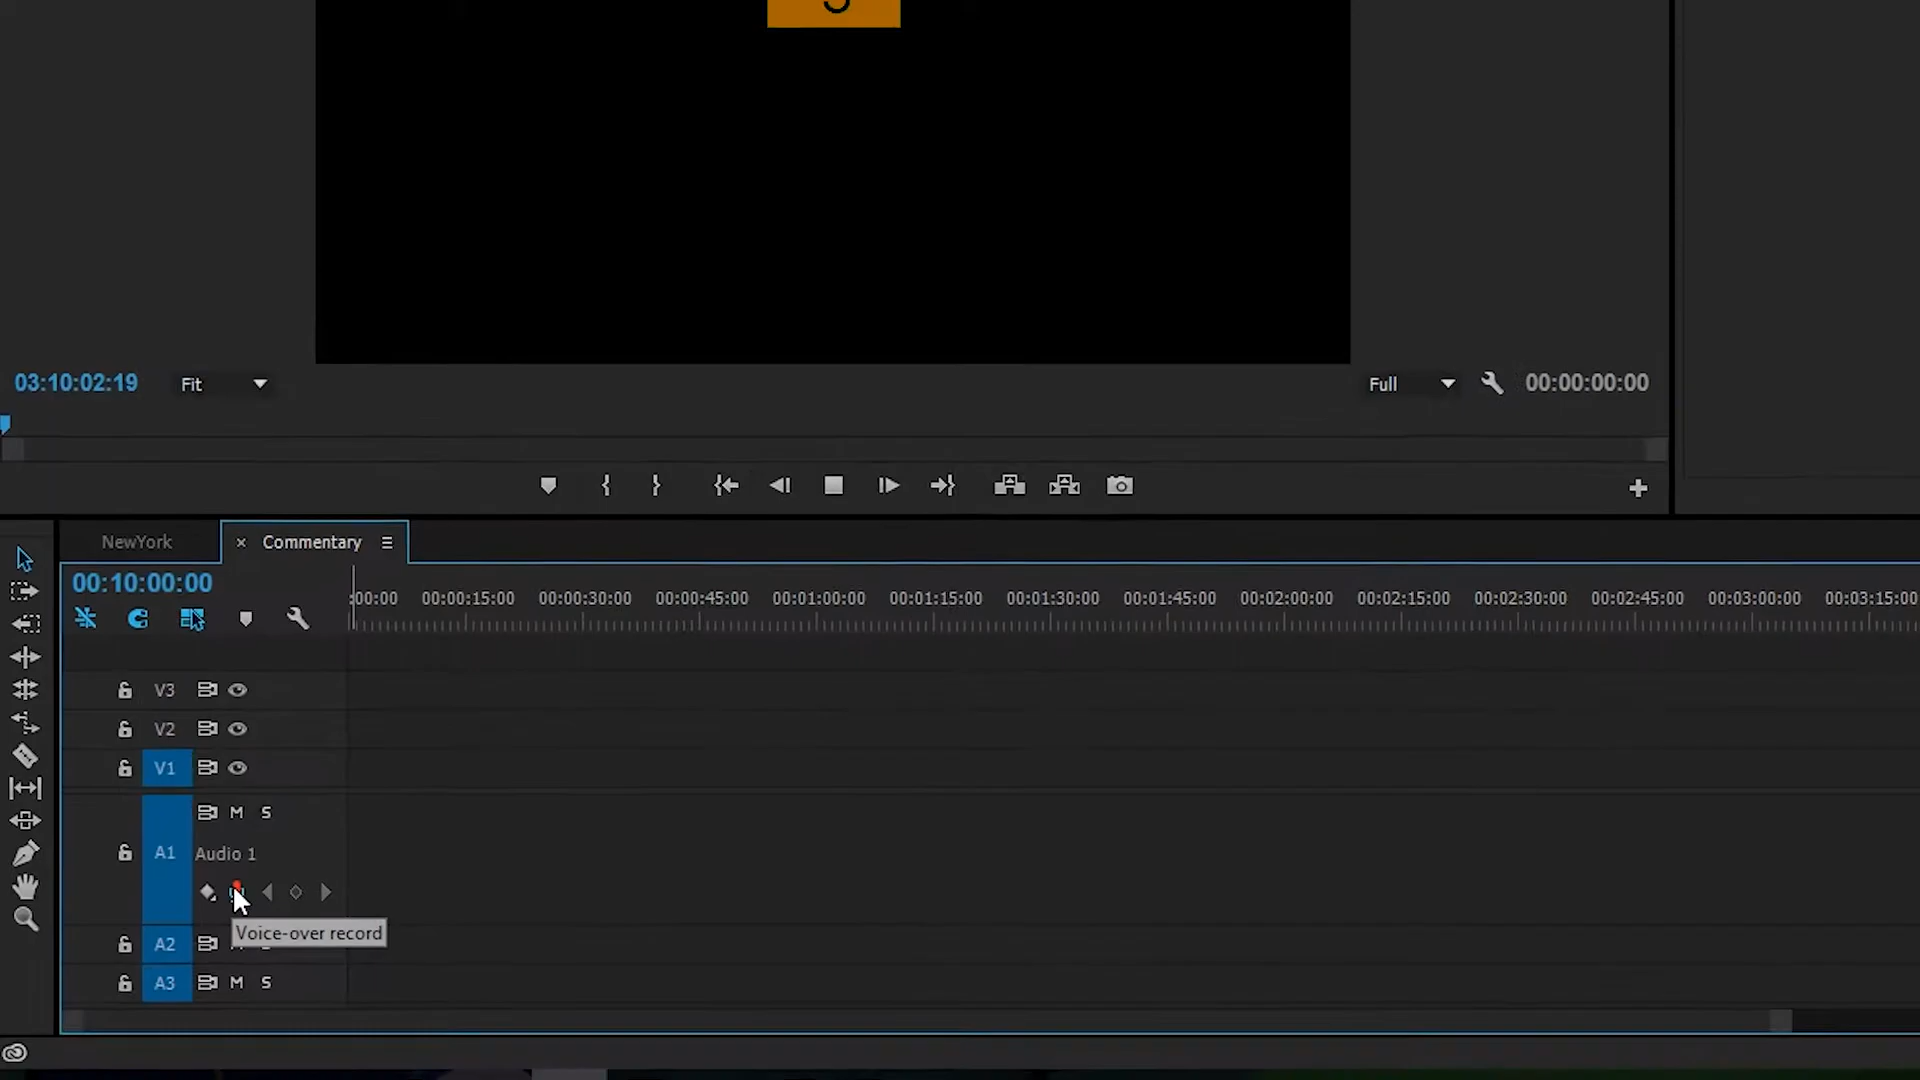 03:10:02:19 Fit Full 00:00:00:00
NewYork × Commentary
00:10:00:00
:00:00 00:00:15:00 00:00:30:00 00:00:45:00 00:01:00:00 00:01:15:00 00:01:30:00 00:01:45:00 00:02:00:00 00:02:15:00 00:02:30:00 00:02:45:00 00:03:00:00 00:03:15:00
V3
V2
V1
M S
A1 Audio 1
Voice-over record
A2
A3 M S